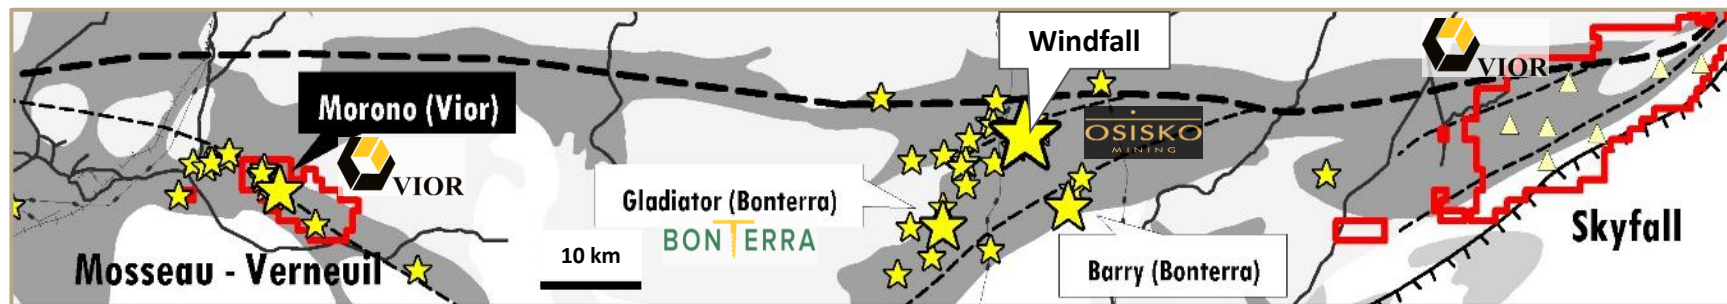 Morono (Vior)
VIOR
Mosseau - Verneuil
10 km
Gladiator (Bonterra)
BONTERRA
Windfall
OSISKO
MINING
Barry (Bonterra)
VIOR
Skyfall